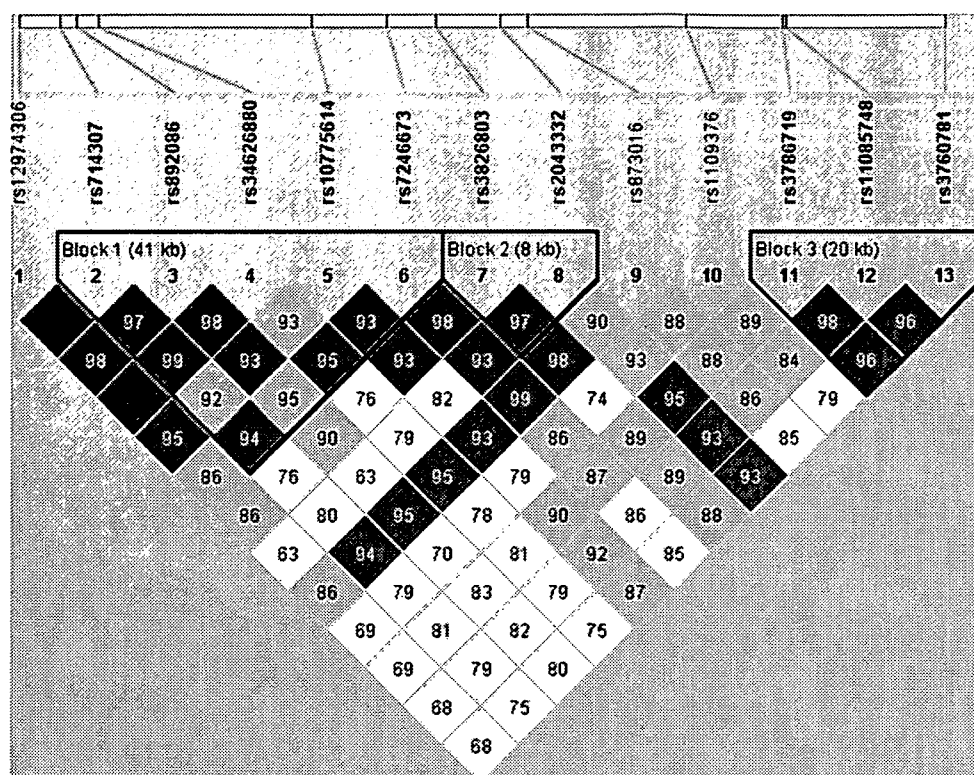 rs12974306
rs714307
rs892086
rs34626880
rs10775614
rs7246673
rs3826803
rs2043332
rs873016
rs1109376
rs3786719
rs11085748
rs3760781
Block 1 (41 kb)
Block 2 (8 kb)
Block 3 (20 kb)
1 2 3 4 5 6 7 8 9 10 11 12 13
97 98 93 93 98 97 90 88 89 98 96
98 99 93 95 93 93 98 93 88 84 96
92 95 76 82 99 74 95 86 79
95 94 90 79 93 86 89 93 85
86 76 63 95 79 87 89 93
86 80 95 78 90 86 88
63 94 70 81 92 85
86 79 83 79 87
69 81 82 75
69 79 80
68 75
68